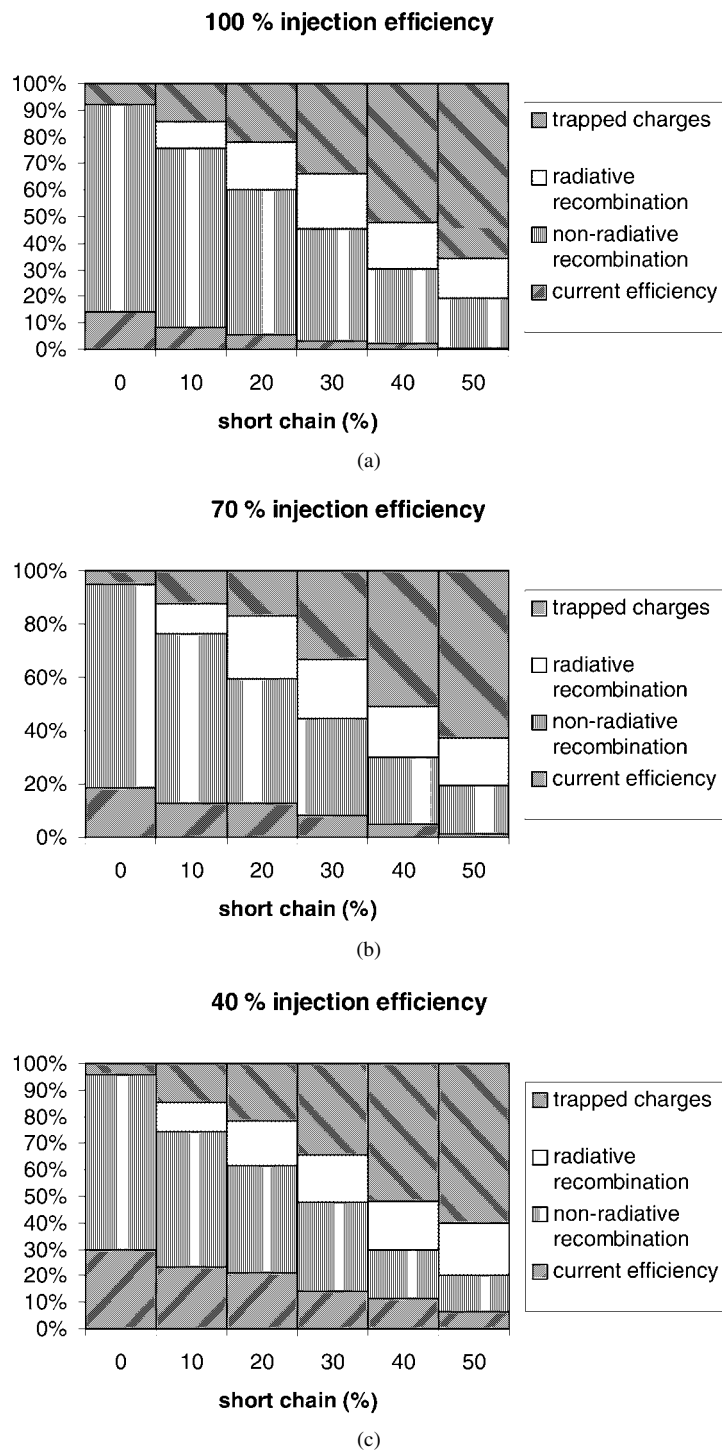 100 % injection efficiency
100%
90%
80%
70%
60%
50%
40%
30%
20%
10%
0%
0 10 20 30 40 50
short chain (%)
trapped charges
radiative
recombination
non-radiative
recombination
current efficiency
(a)
70 % injection efficiency
100%
80%
60%
40%
20%
0%
0 10 20 30 40 50
short chain (%)
trapped charges
radiative
recombination
non-radiative
recombination
current efficiency
(b)
40 % injection efficiency
100%
90%
80%
70%
60%
50%
40%
30%
20%
10%
0%
0 10 20 30 40 50
short chain (%)
trapped charges
radiative
recombination
non-radiative
recombination
current efficiency
(c)